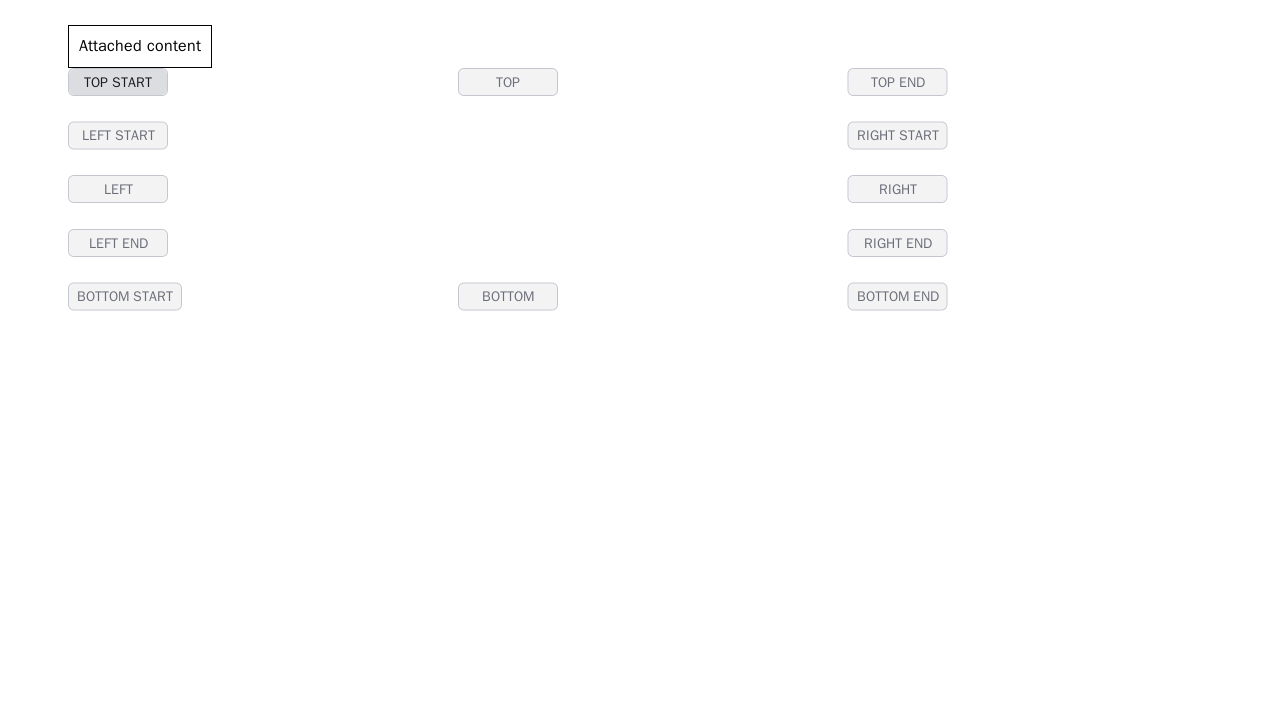 Attached content
TOP START
TOP
TOP END
LEFT START
RIGHT START
LEFT
RIGHT
LEFT END
RIGHT END
BOTTOM START
BOTTOM
BOTTOM END